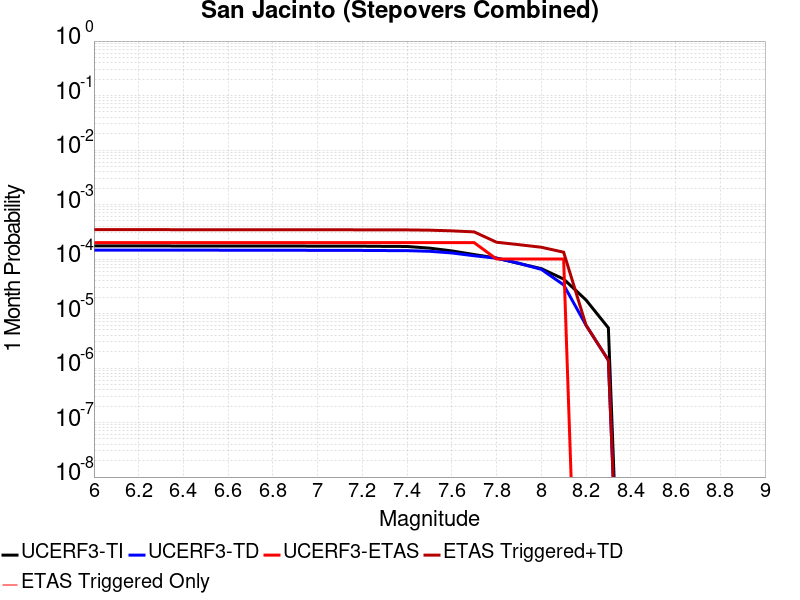 San Jacinto (Stepovers Combined)
10^0
10^-1
10^-2
10^-3
10^-4
10^-5
10^-6
10^-7
10^-8
1 Month Probability
6 6.2 6.4 6.6 6.8 7 7.2 7.4 7.6 7.8 8 8.2 8.4 8.6 8.8 9
Magnitude
UCERF3-TI UCERF3-TD UCERF3-ETAS ETAS Triggered+TD
ETAS Triggered Only